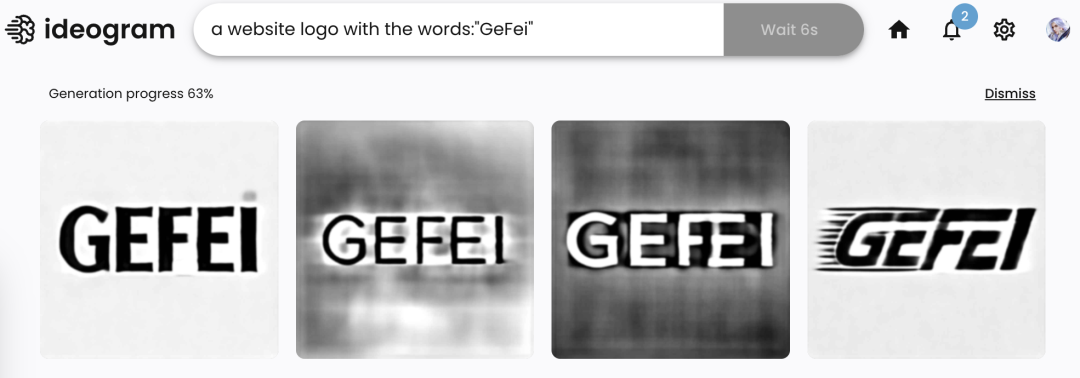 ideogram a website logo with the words:"GeFei" Wait 6s 2
Generation progress 63% Dismiss
GEFEI GEFEI GEFEI GEFEI